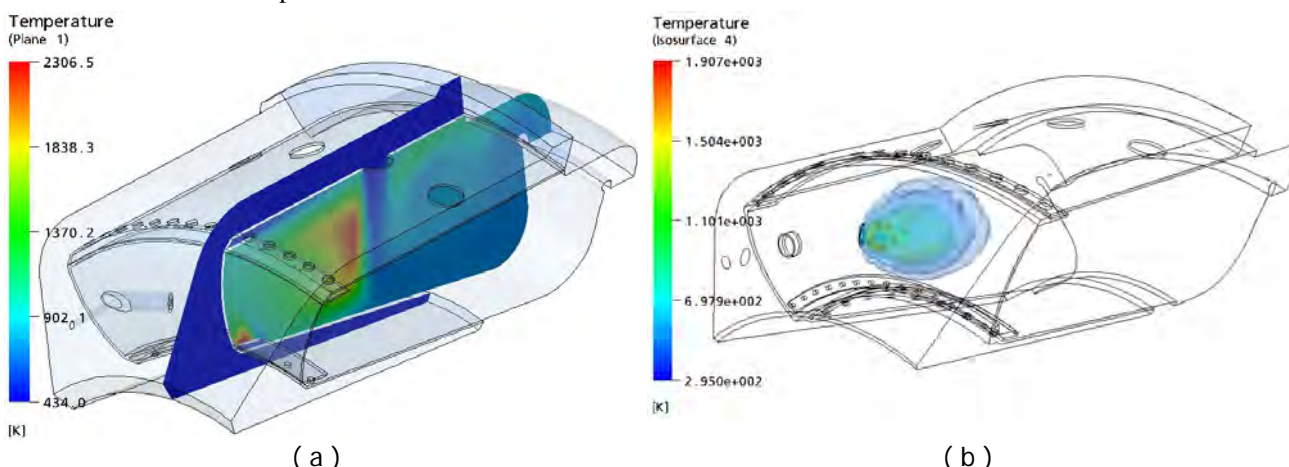 Temperature
(Plane 1)
2306.5
1838.3
1370.2
902.1
434.0
[K]
(a)
Temperature
(Isosurface 4)
1.907e+003
1.504e+003
1.101e+003
6.979e+002
2.950e+002
[K]
(b)